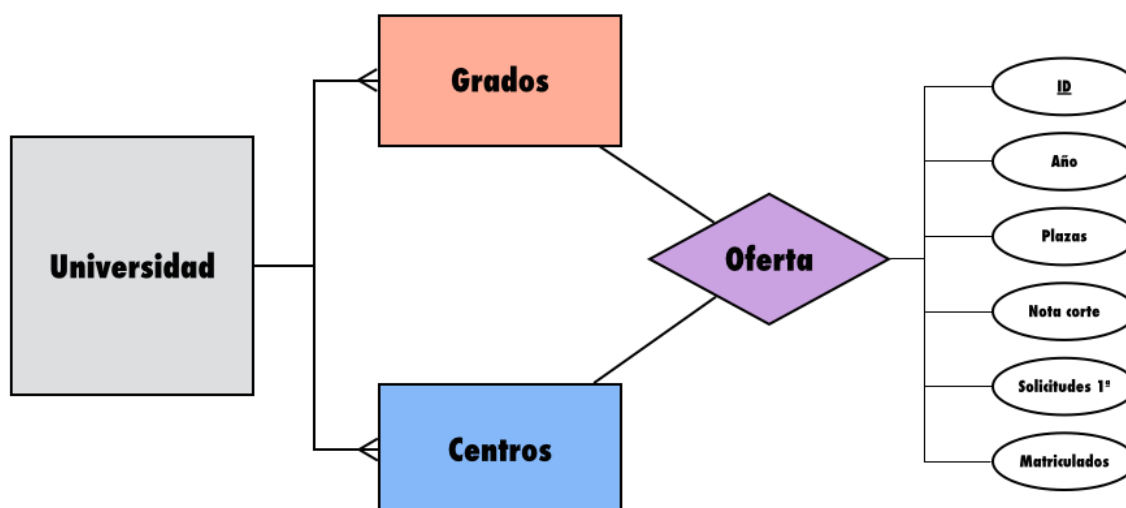 Grados
Universidad
Oferta
Centros
ID
Año
Plazas
Nota corte
Solicitudes 1ª
Matriculados